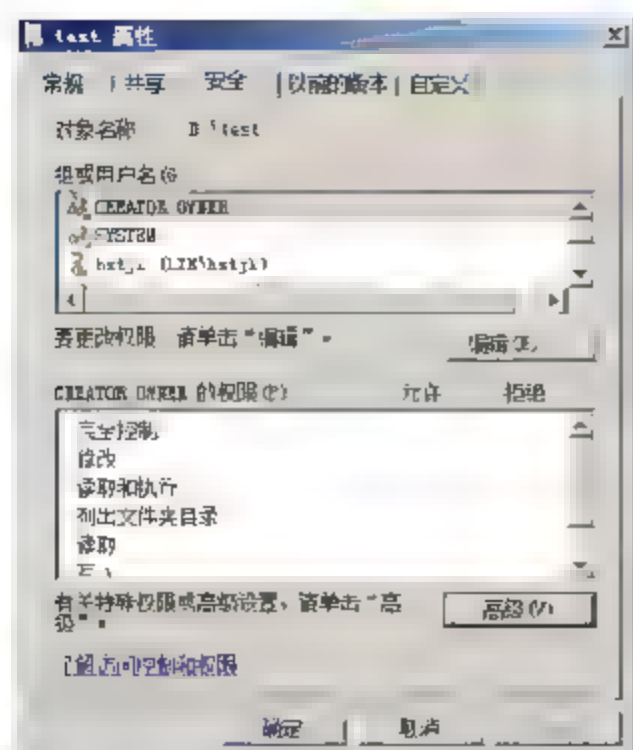 test 属性
常规 共享 安全 以前的版本 自定义
对象名称 D:\test
组或用户名(G
CREATOR OWNER
SYSTEM
要更改权限 请单击“编辑”。
编辑(E)
CREATOR OWNER 的权限(P) 允许 拒绝
完全控制
修改
读取和执行
列出文件夹目录
读取
有关特殊权限或高级设置,请单击“高
级”。
高级(V)
了解访问控制和权限
确定 取消